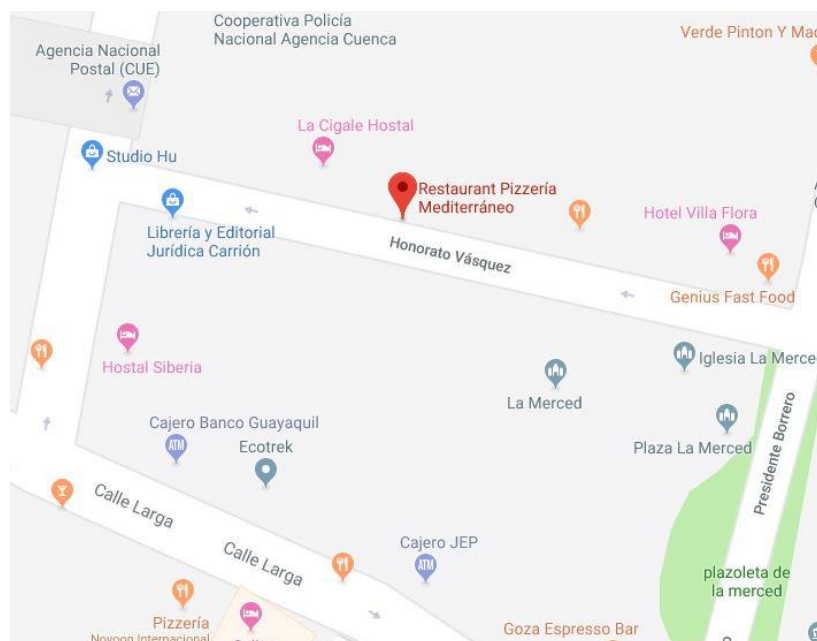 Cooperativa Policía
Nacional Agencia Cuenca
Verde Pinton Y
Agencia Nacional
Postal (CUE)
La Cigale Hostal
Studio Hu
Restaurant Pizzería
Mediterráneo
Hotel Villa Flora
Librería y Editorial
Jurídica Carrión
Honorato Vásquez
Genius Fast Food
Hostal Siberia
Iglesia La Merced
La Merced
Cajero Banco Guayaquil
Plaza La Merced
Presidente Borrero
Ecotrek
ATM
Calle Larga
Calle Larga
Cajero JEP
ATM
plazoleta de
la merced
Pizzería
Goza Espresso Bar